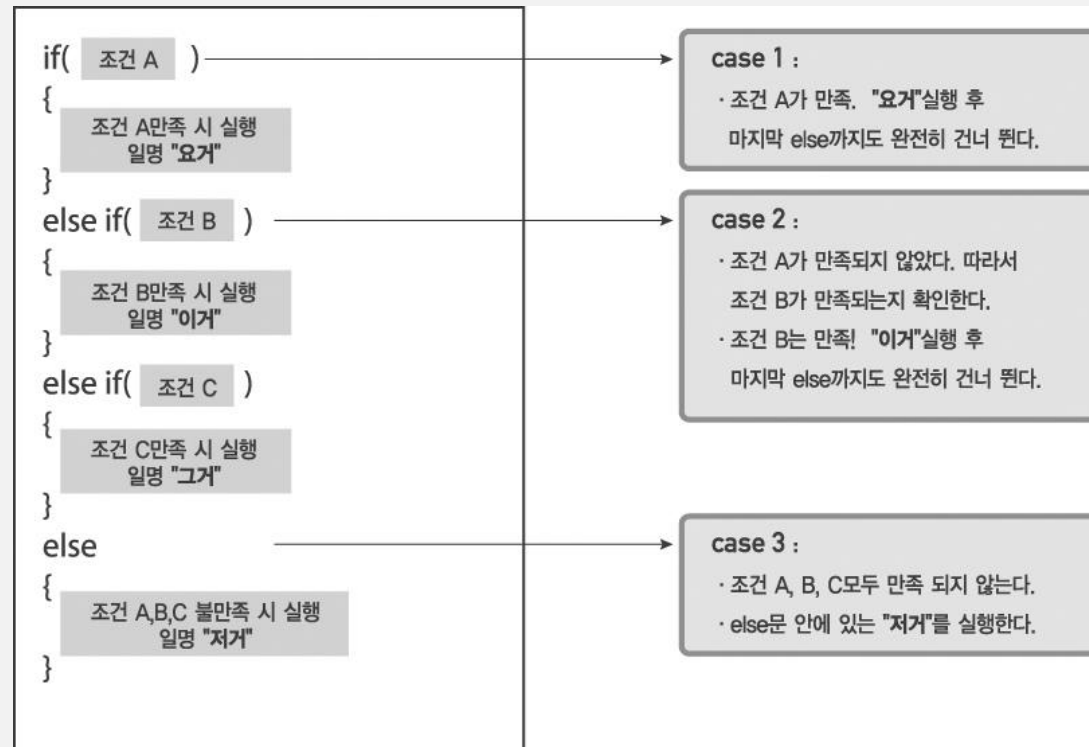 if( 조건 A )
{
조건 A만족 시 실행
일명 "요거"
}
else if( 조건 B )
{
조건 B만족 시 실행
일명 "이거"
}
else if( 조건 C )
{
조건 C만족 시 실행
일명 "그거"
}
else
{
조건 A,B,C 불만족 시 실행
일명 "저거"
}
case 1 :
· 조건 A가 만족. "요거"실행 후
마지막 else까지도 완전히 건너 뛴다.
case 2 :
· 조건 A가 만족되지 않았다. 따라서
조건 B가 만족되는지 확인한다.
· 조건 B는 만족! "이거"실행 후
마지막 else까지도 완전히 건너 뛴다.
case 3 :
· 조건 A, B, C모두 만족 되지 않는다.
· else문 안에 있는 "저거"를 실행한다.